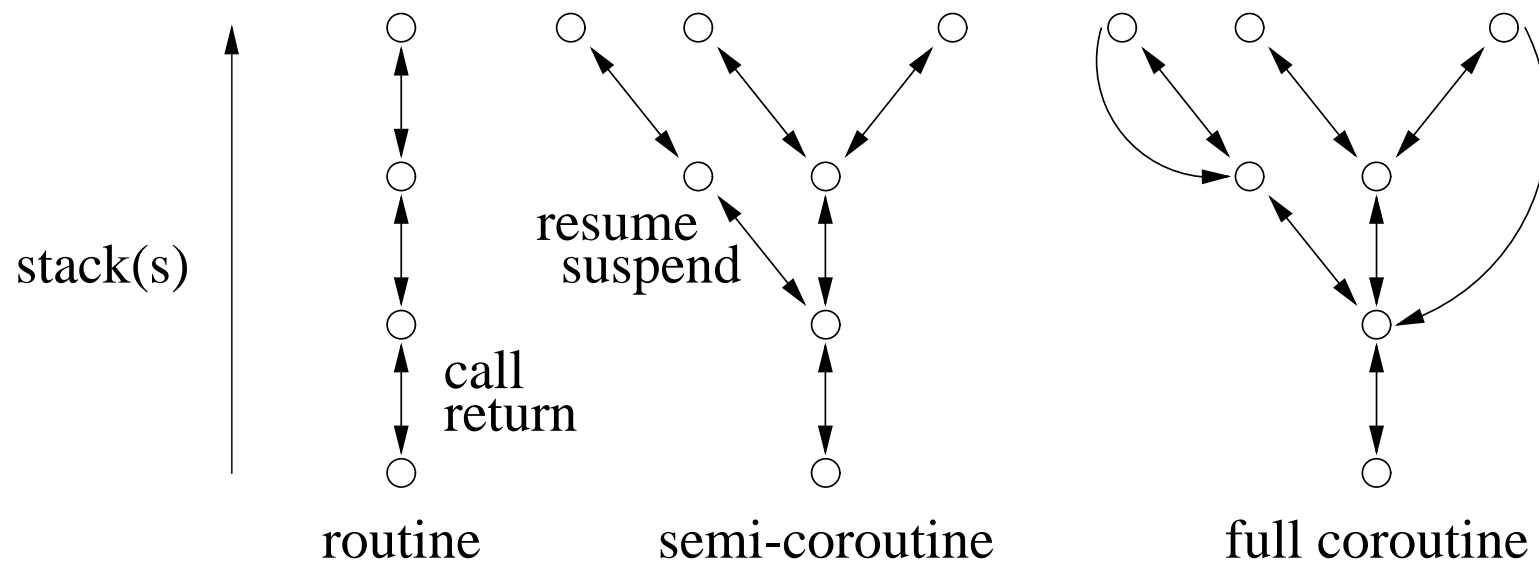 stack(s)
resume
suspend
call
return
routine
semi-coroutine
full coroutine